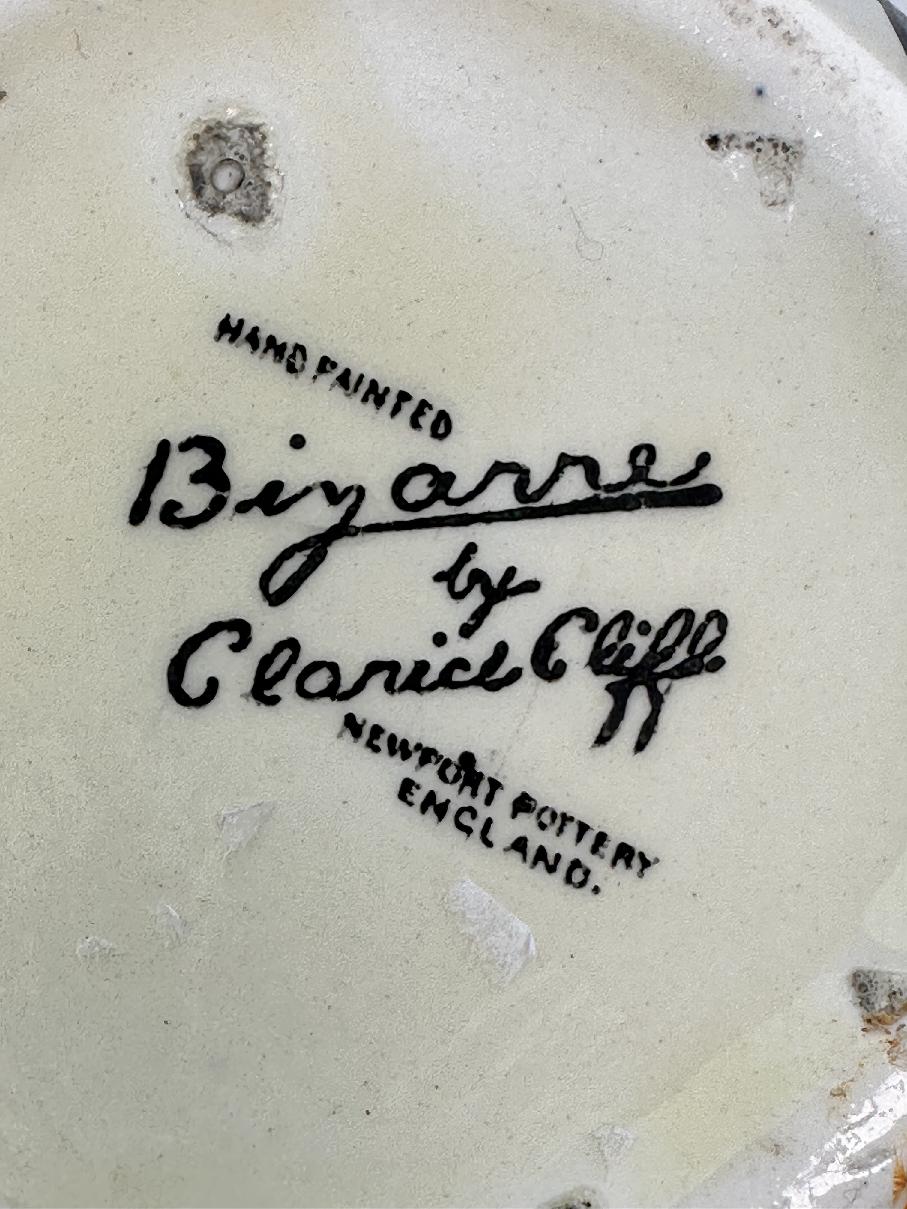 HAND PAINTED
Bizarre
by
Clarice Cliff
NEWPORT POTTERY
ENGLAND.